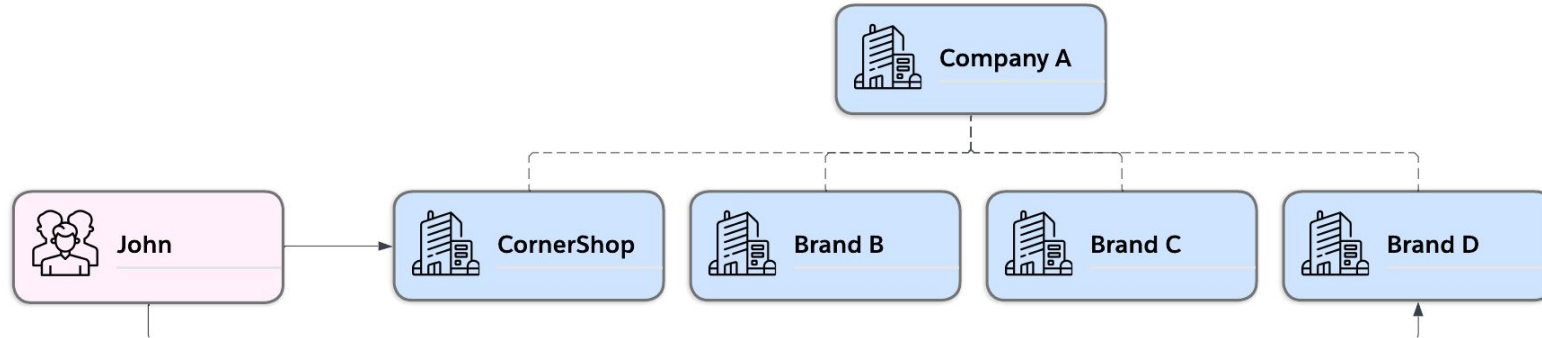 Company A
John
CornerShop
Brand B
Brand C
Brand D